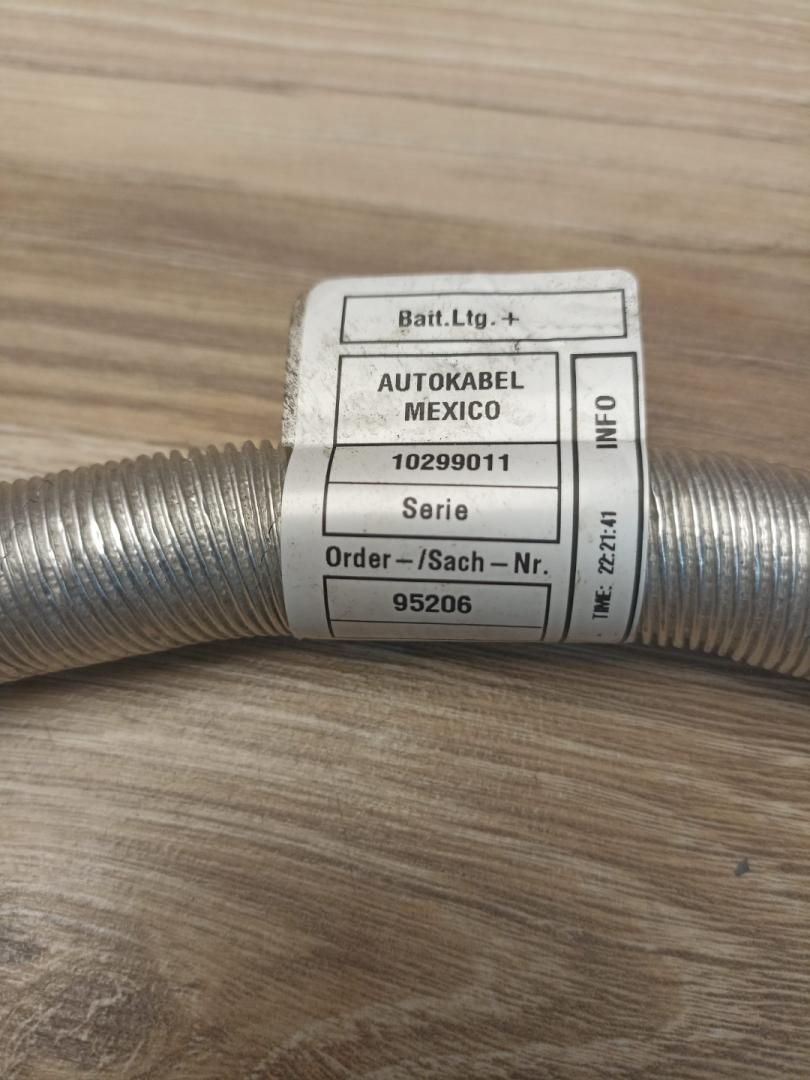 Batt.Ltg.+
AUTOKABEL
MEXICO
10299011
Serie
Order-/Sach-Nr.
95206
INFO
TIME: 22:21:41